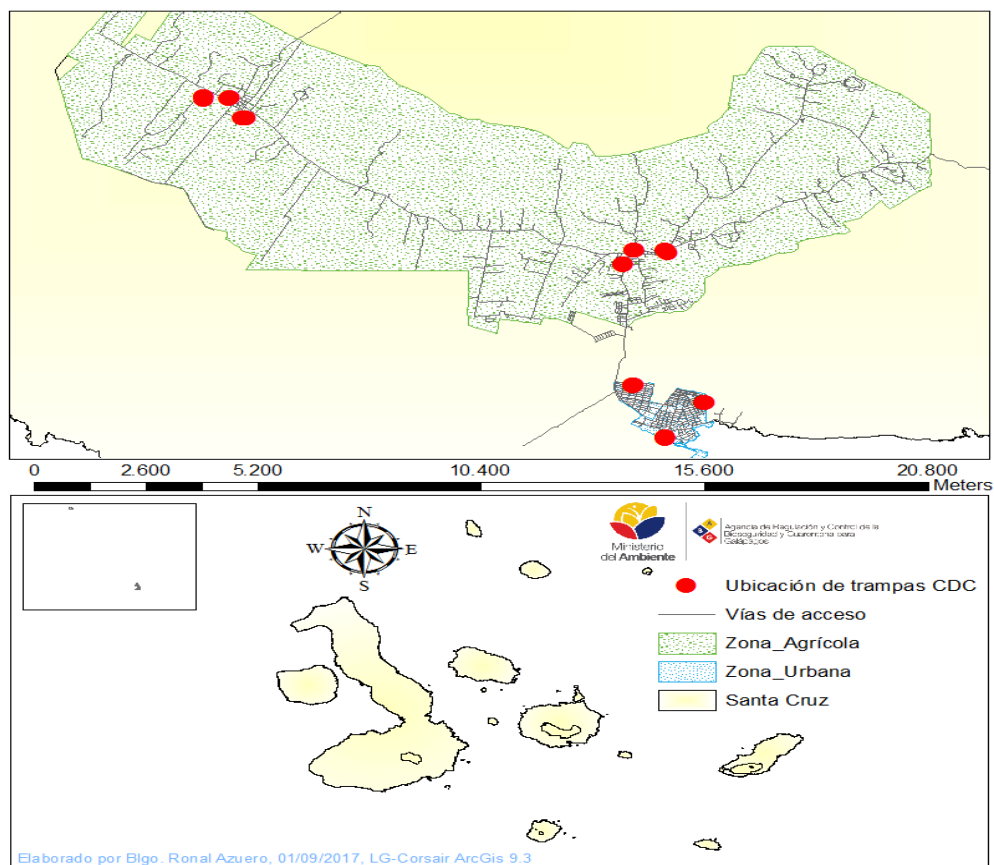 0 2.600 5.200 10.400 15.600 20.800
Meters
N
W E
S
Ministerio
del Ambiente
Agencia de Regulación y Control de la
Bioseguridad y Cuarentena para
Galápagos
Ubicación de trampas CDC
Vías de acceso
Zona_Agrícola
Zona_Urbana
Santa Cruz
Elaborado por Blgo. Ronal Azuero, 01/09/2017, LG-Corsair ArcGis 9.3